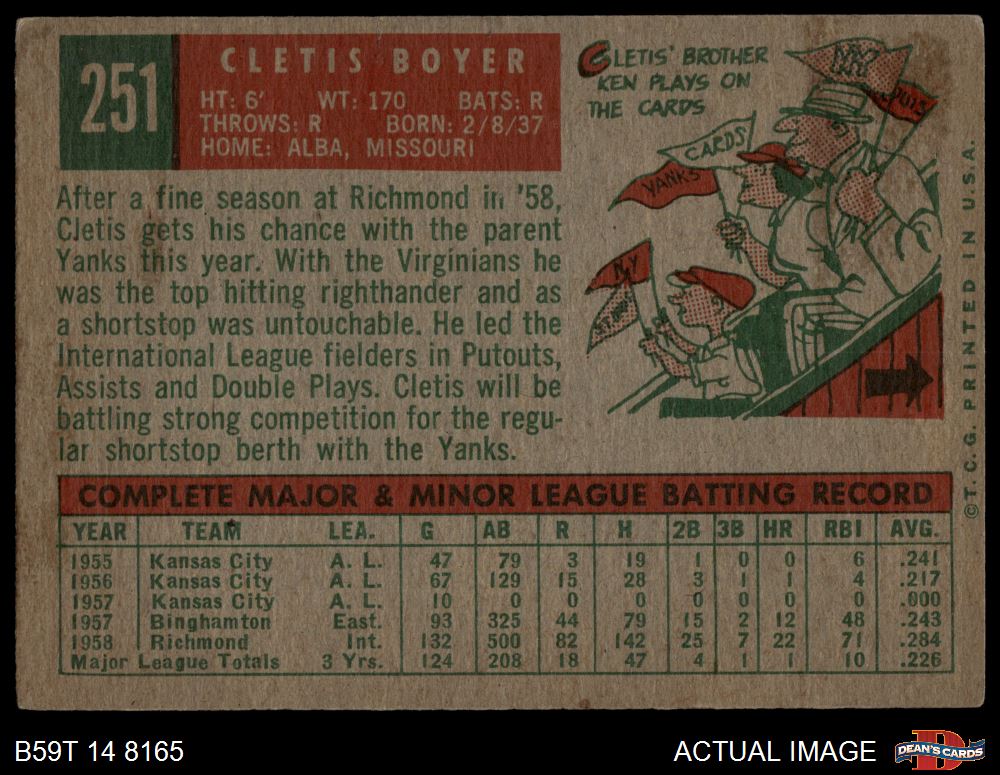 251
CLETIS BOYER
HT: 6' WT: 170 BATS: R
THROWS: R BORN: 2/8/37
HOME: ALBA, MISSOURI
CLETIS' BROTHER
KEN PLAYS ON
THE CARDS
NY
CARDS
YANKS
NY
After a fine season at Richmond in '58,
Cletis gets his chance with the parent
Yanks this year. With the Virginians he
was the top hitting righthander and as
a shortstop was untouchable. He led the
International League fielders in Putouts,
Assists and Double Plays. Cletis will be
battling strong competition for the regu-
lar shortstop berth with the Yanks.
©T. C. G. PRINTED IN U.S.A.
COMPLETE MAJOR & MINOR LEAGUE BATTING RECORD
YEAR TEAM LEA. G AB R H 2B 3B HR RBI AVG.
1955 Kansas City A. L. 47 79 3 19 1 0 0 6 .241
1956 Kansas City A. L. 67 129 15 28 3 1 1 4 .217
1957 Kansas City A. L. 10 0 0 0 0 0 0 0 .000
1957 Binghamton East. 93 325 44 79 15 2 12 48 .243
1958 Richmond Int. 132 500 82 142 25 7 22 71 .284
Major League Totals 3 Yrs. 124 208 18 47 4 1 1 10 .226
B59T 14 8165
ACTUAL IMAGE
DEAN'S CARDS